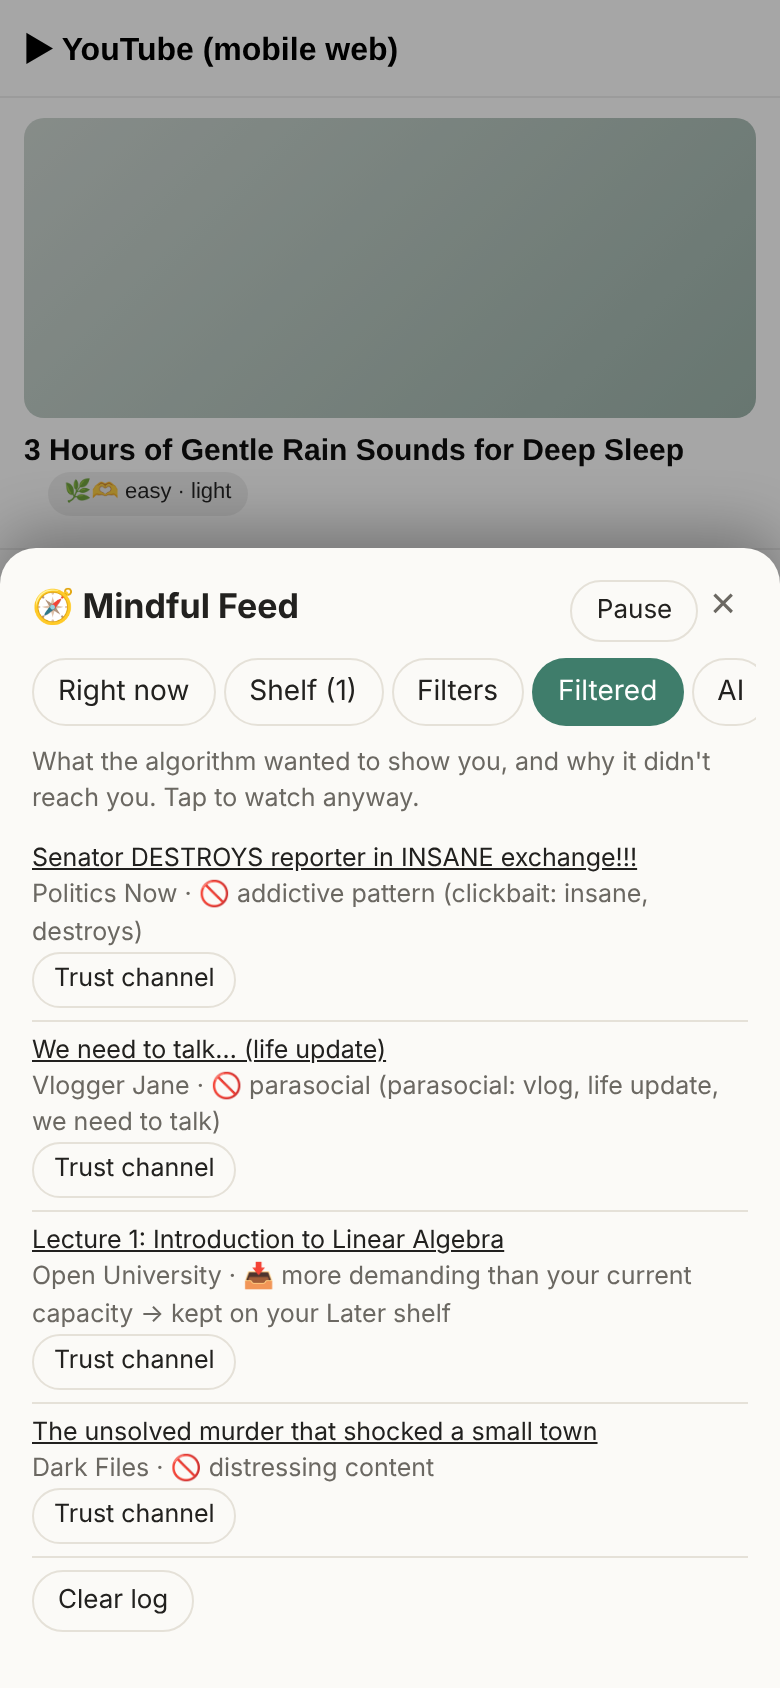 ▶ YouTube (mobile web)
3 Hours of Gentle Rain Sounds for Deep Sleep
🌿🫶 easy · light
🧭 Mindful Feed
Pause
✕
Right now
Shelf (1)
Filters
Filtered
AI
What the algorithm wanted to show you, and why it didn't
reach you. Tap to watch anyway.
Senator DESTROYS reporter in INSANE exchange!!!
Politics Now · 🚫 addictive pattern (clickbait: insane,
destroys)
Trust channel
We need to talk... (life update)
Vlogger Jane · 🚫 parasocial (parasocial: vlog, life update,
we need to talk)
Trust channel
Lecture 1: Introduction to Linear Algebra
Open University · 📥 more demanding than your current
capacity → kept on your Later shelf
Trust channel
The unsolved murder that shocked a small town
Dark Files · 🚫 distressing content
Trust channel
Clear log